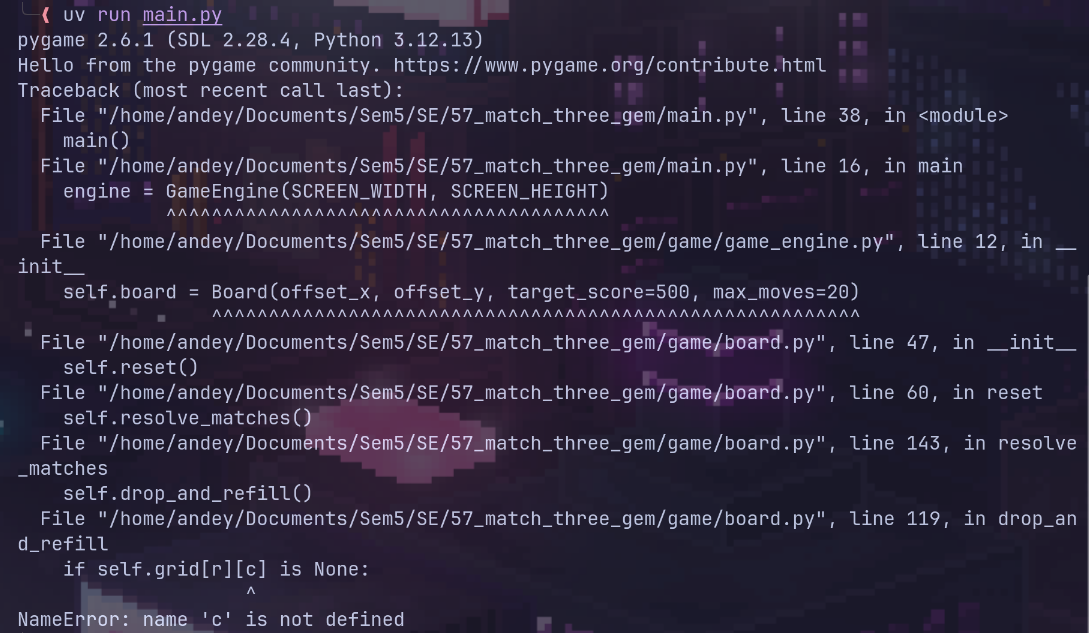 ❰ uv run main.py
pygame 2.6.1 (SDL 2.28.4, Python 3.12.13)
Hello from the pygame community. https://www.pygame.org/contribute.html
Traceback (most recent call last):
  File "/home/andey/Documents/Sem5/SE/57_match_three_gem/main.py", line 38, in <module>
    main()
  File "/home/andey/Documents/Sem5/SE/57_match_three_gem/main.py", line 16, in main
    engine = GameEngine(SCREEN_WIDTH, SCREEN_HEIGHT)
             ^^^^^^^^^^^^^^^^^^^^^^^^^^^^^^^^^^^^^^^
  File "/home/andey/Documents/Sem5/SE/57_match_three_gem/game/game_engine.py", line 12, in __
init__
    self.board = Board(offset_x, offset_y, target_score=500, max_moves=20)
                 ^^^^^^^^^^^^^^^^^^^^^^^^^^^^^^^^^^^^^^^^^^^^^^^^^^^^^^^^^
  File "/home/andey/Documents/Sem5/SE/57_match_three_gem/game/board.py", line 47, in __init__
    self.reset()
  File "/home/andey/Documents/Sem5/SE/57_match_three_gem/game/board.py", line 60, in reset
    self.resolve_matches()
  File "/home/andey/Documents/Sem5/SE/57_match_three_gem/game/board.py", line 143, in resolve
_matches
    self.drop_and_refill()
  File "/home/andey/Documents/Sem5/SE/57_match_three_gem/game/board.py", line 119, in drop_an
d_refill
    if self.grid[r][c] is None:
                    ^
NameError: name 'c' is not defined